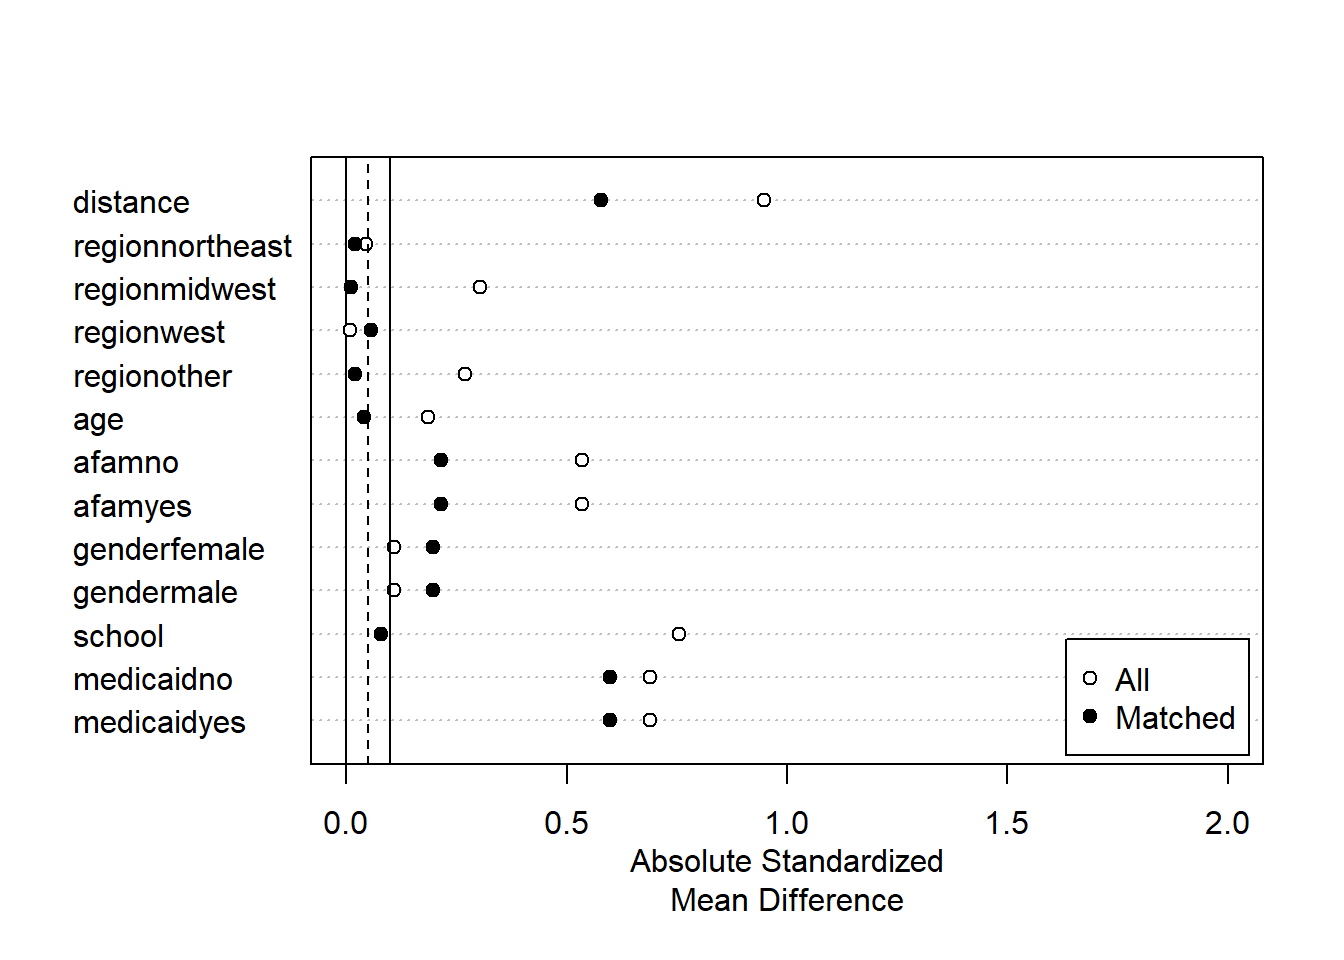 distance
regionnortheast
regionmidwest
regionwest
regionother
age
afamno
afamyes
genderfemale
gendermale
school
medicaidno
medicaidyes
All
Matched
0.0 0.5 1.0 1.5 2.0
Absolute Standardized
Mean Difference